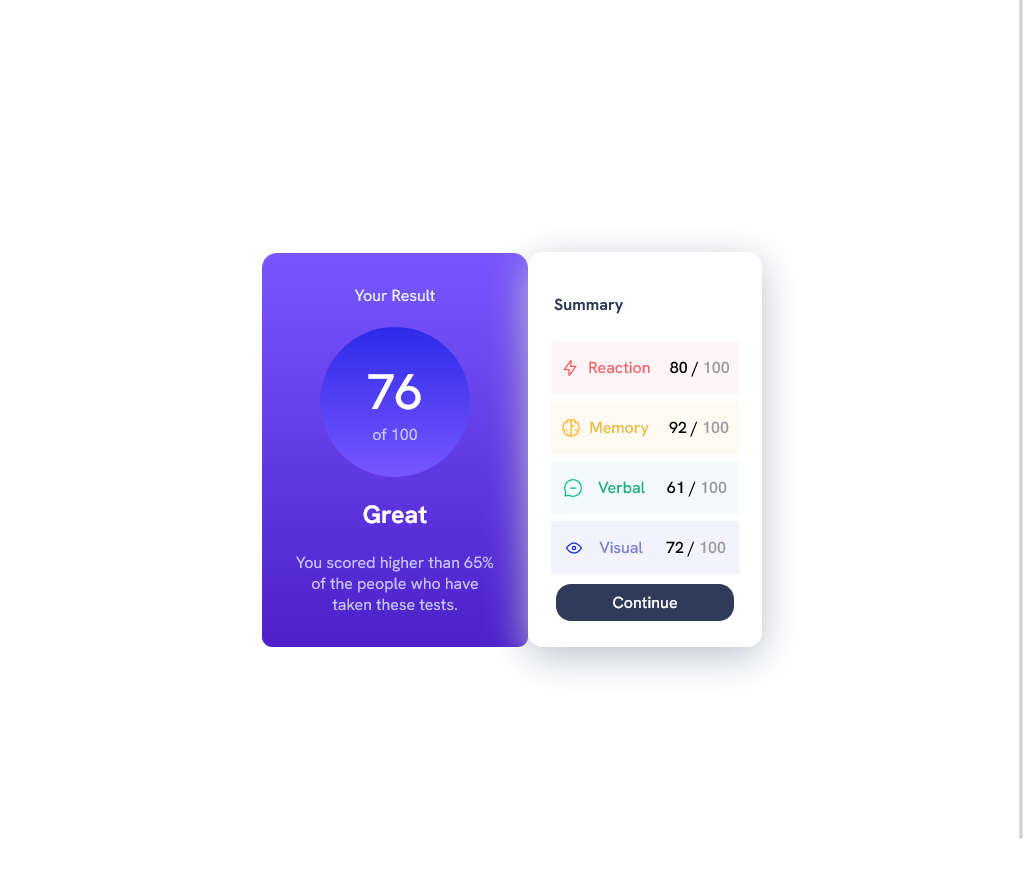 Your Result
76
of 100
Great
You scored higher than 65%
of the people who have
taken these tests.
Summary
Reaction 80 / 100
Memory 92 / 100
Verbal 61 / 100
Visual 72 / 100
Continue